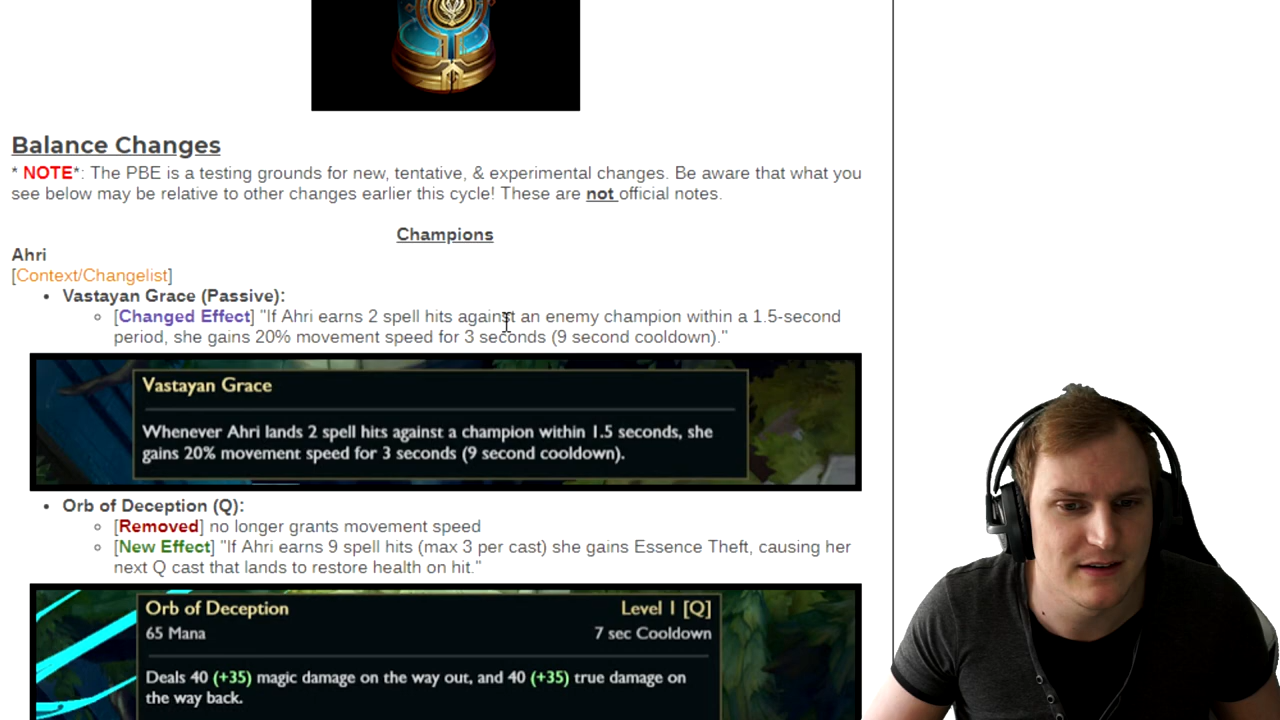 Balance Changes
* NOTE*: The PBE is a testing grounds for new, tentative, & experimental changes. Be aware that what you
see below may be relative to other changes earlier this cycle! These are not official notes.
Champions
Ahri
[Context/Changelist]
• Vastayan Grace (Passive):
○ [Changed Effect] "If Ahri earns 2 spell hits against an enemy champion within a 1.5-second
period, she gains 20% movement speed for 3 seconds (9 second cooldown)."
Vastayan Grace
Whenever Ahri lands 2 spell hits against a champion within 1.5 seconds, she
gains 20% movement speed for 3 seconds (9 second cooldown).
• Orb of Deception (Q):
○ [Removed] no longer grants movement speed
○ [New Effect] "If Ahri earns 9 spell hits (max 3 per cast) she gains Essence Theft, causing her
next Q cast that lands to restore health on hit."
Orb of Deception Level 1 [Q]
65 Mana 7 sec Cooldown
Deals 40 (+35) magic damage on the way out, and 40 (+35) true damage on
the way back.